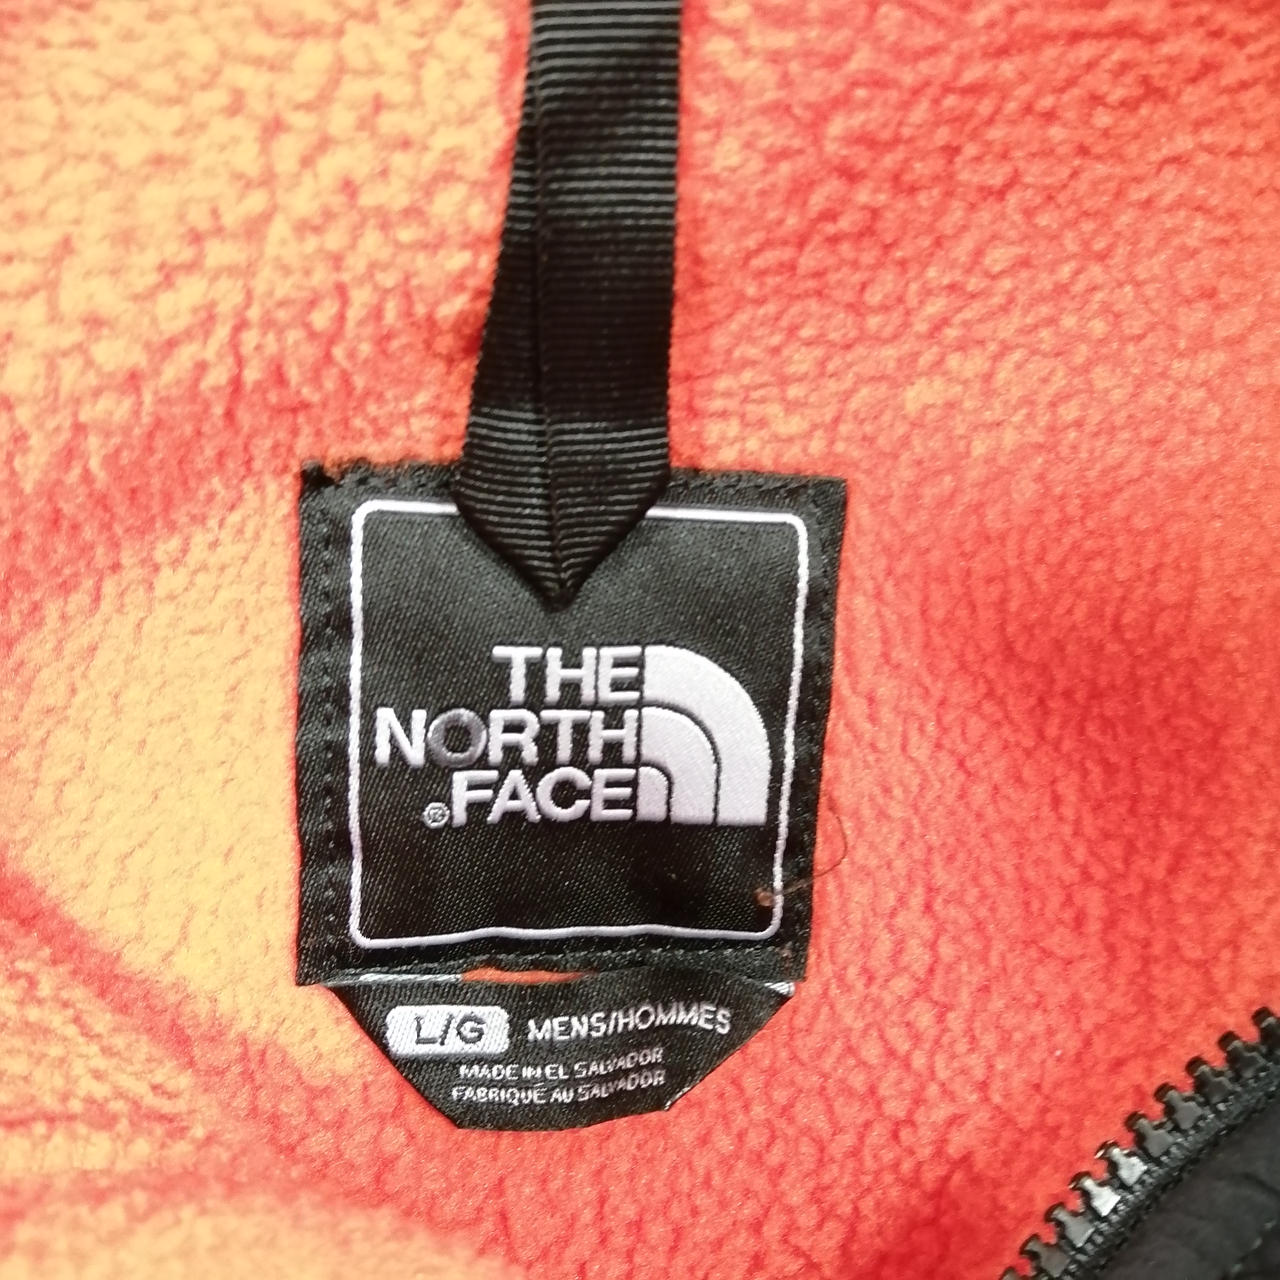 THE
NORTH
®FACE
L/G MENS/HOMMES
MADE IN EL SALVADOR
FABRIQUÉ AU SALVADOR